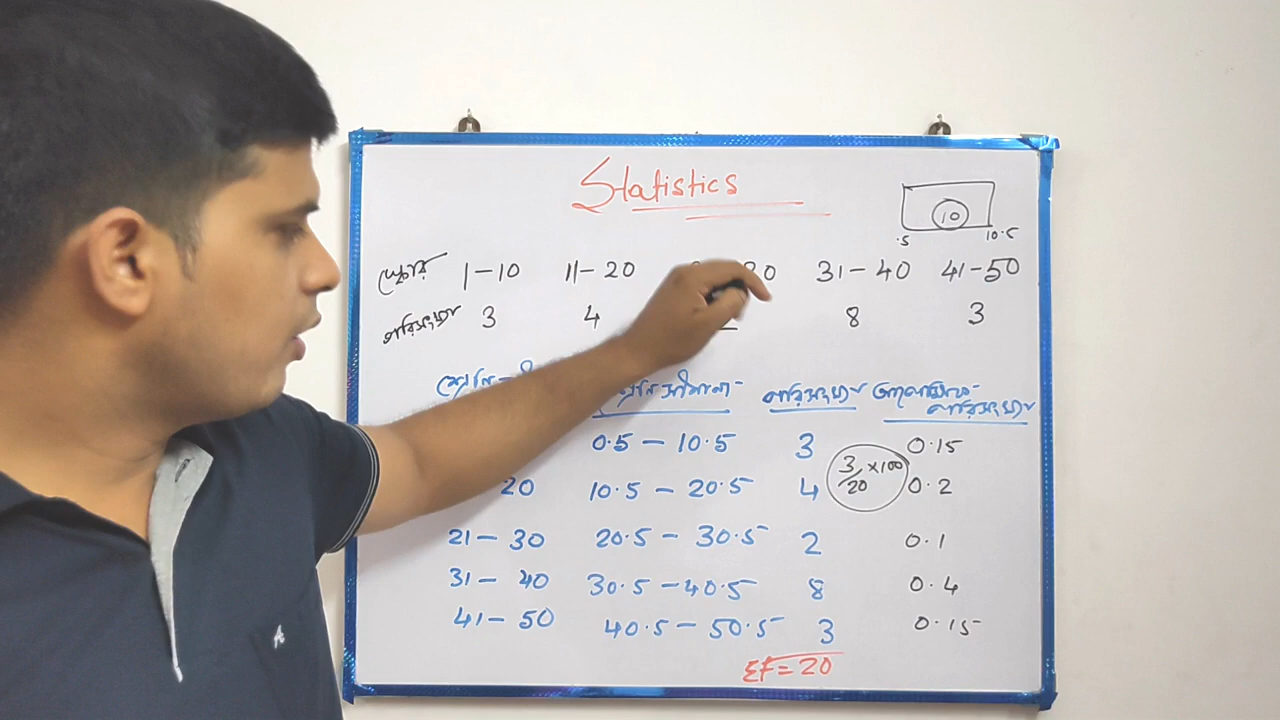 Statistics
10
.5 10.5
স্কোর 1-10 11-20 31-40 41-50
পরিসংখ্যা 3 4 2 8 3
শ্রেণি- শ্রেণি সীমানা পরিসংখ্যা আপেক্ষিক
পরিসংখ্যা
0.5 - 10.5 3 0.15
3/20 ×100
20 10.5 - 20.5 4 0.2
21 - 30 20.5 - 30.5 2 0.1
31 - 40 30.5 - 40.5 8 0.4
41 - 50 40.5 - 50.5 3 0.15
Σf = 20